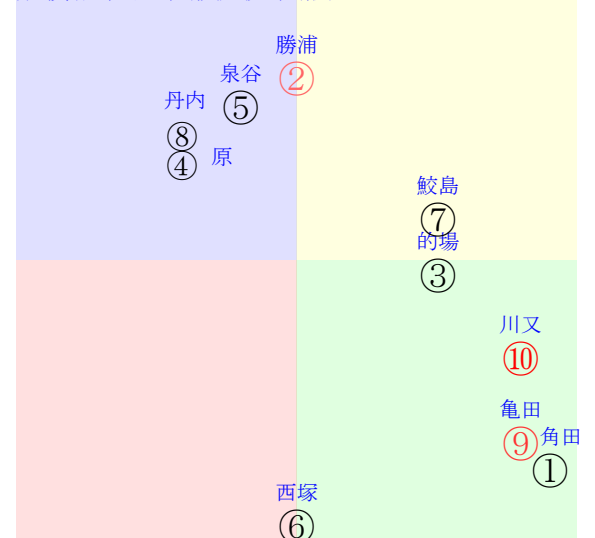 勝浦
②
泉谷
⑤
丹内
⑧
④ 原
鮫島
⑦
的場
③
川又
⑩
亀田
⑨
角田
①
西塚
⑥